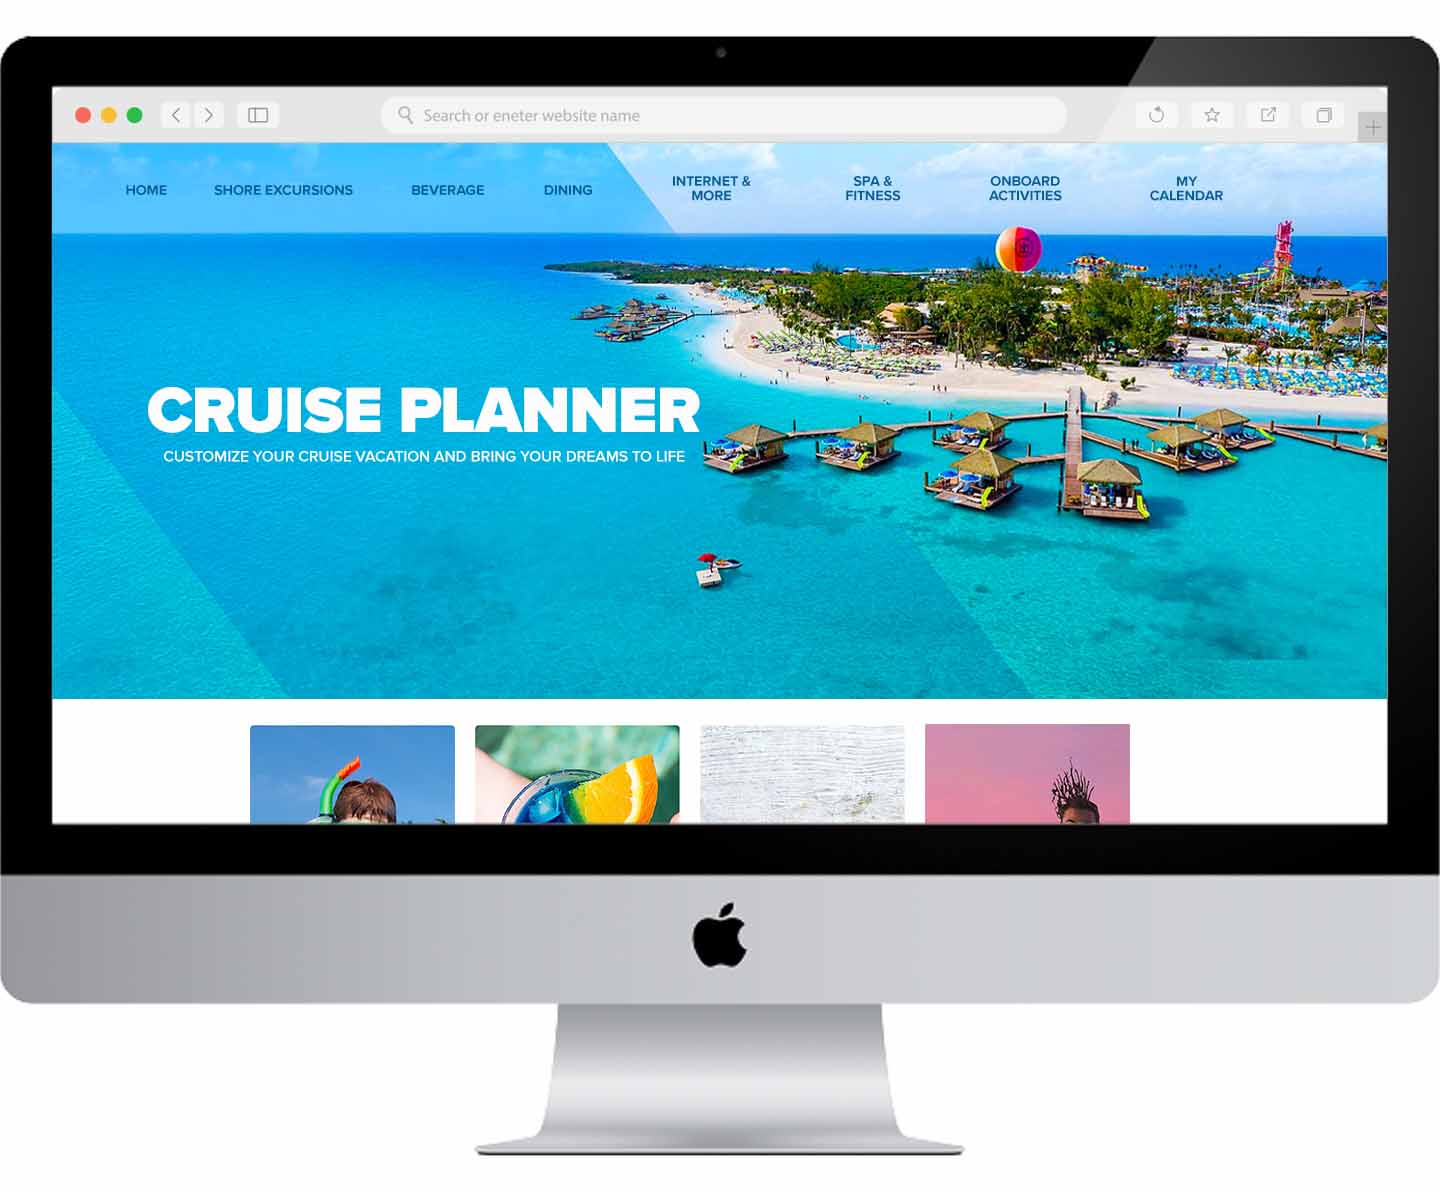 Search or eneter website name
HOME
SHORE EXCURSIONS
BEVERAGE
DINING
INTERNET &
MORE
SPA &
FITNESS
ONBOARD
ACTIVITIES
MY
CALENDAR
CRUISE PLANNER
CUSTOMIZE YOUR CRUISE VACATION AND BRING YOUR DREAMS TO LIFE